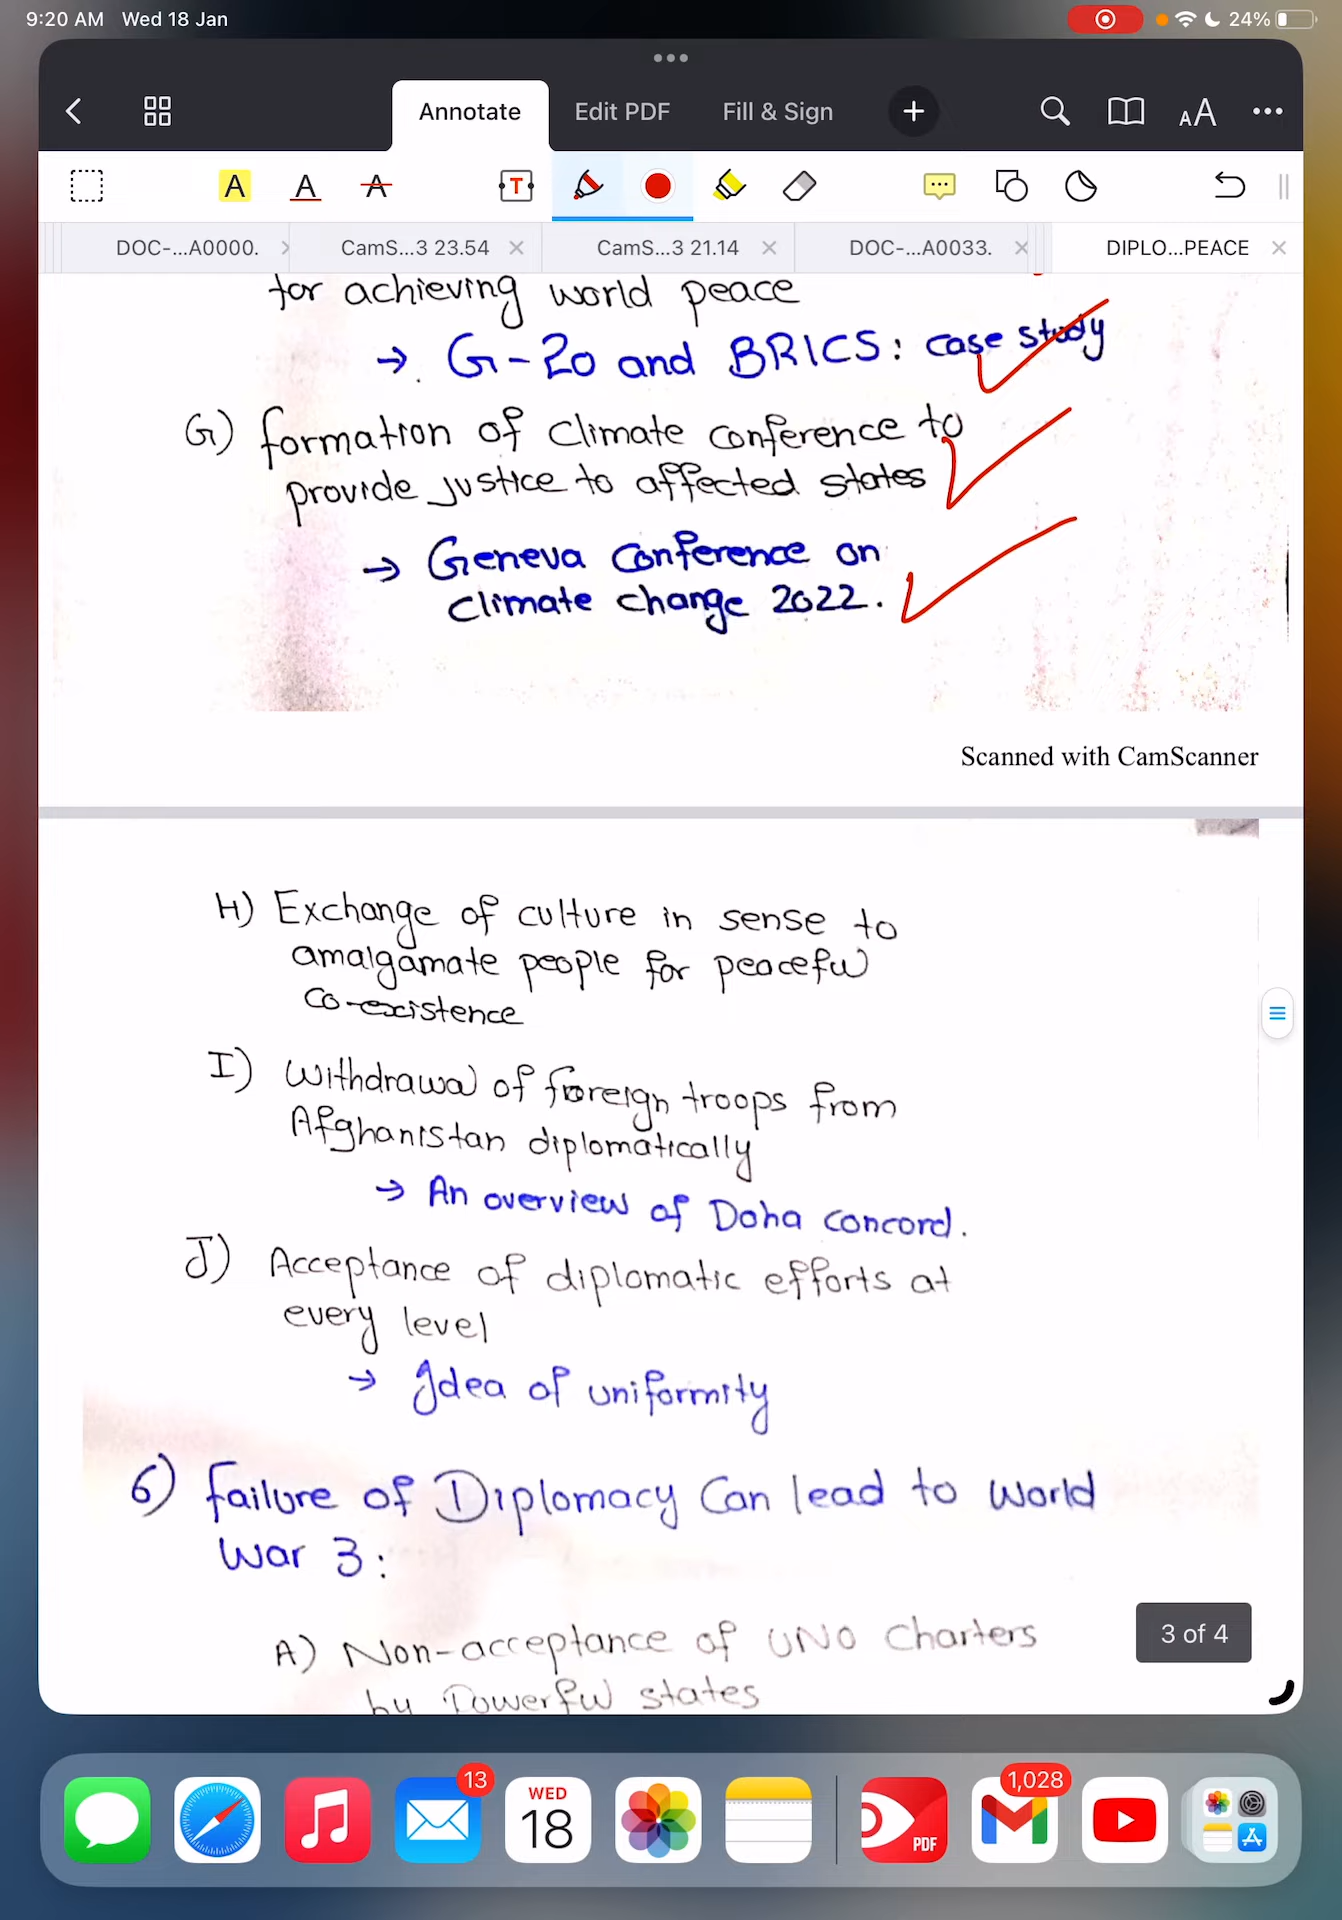 9:20 AM Wed 18 Jan
24%
Annotate
Edit PDF
Fill & Sign
DOC-...A0000.
CamS...3 23.54
CamS...3 21.14
DOC-...A0033.
DIPLO...PEACE
for achieving world peace
→ G-20 and BRICS: case study
G) formation of Climate Conference to
provide justice to affected states
→ Geneva Conference on
climate change 2022.
Scanned with CamScanner
H) Exchange of culture in sense to
amalgamate people for peaceful
co-existence
I) Withdrawal of foreign troops from
Afghanistan diplomatically
→ An overview of Doha concord.
J) Acceptance of diplomatic efforts at
every level
→ Idea of uniformity
6) Failure of Diplomacy Can lead to World
War 3:
A) Non-acceptance of UNO Charters
by Powerful states
3 of 4
13
WED
18
PDF
1,028